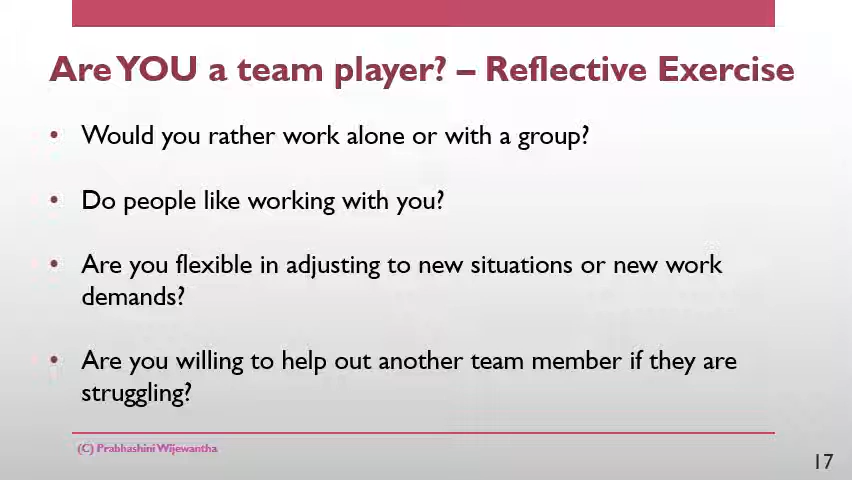 Are YOU a team player? – Reflective Exercise
• Would you rather work alone or with a group?
• Do people like working with you?
• Are you flexible in adjusting to new situations or new work
demands?
• Are you willing to help out another team member if they are
struggling?
(C) Prabhashini Wijewantha
17